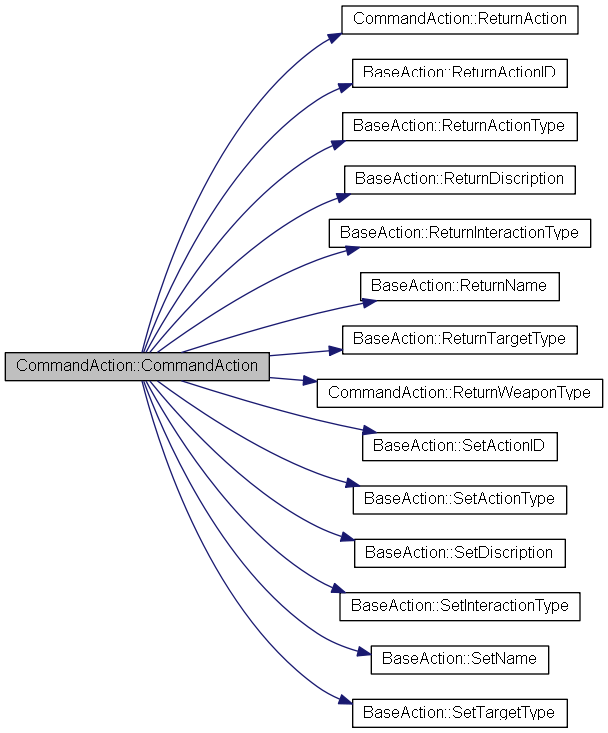 CommandAction::ReturnAction
BaseAction::ReturnActionID
BaseAction::ReturnActionType
BaseAction::ReturnDiscription
BaseAction::ReturnInteractionType
BaseAction::ReturnName
BaseAction::ReturnTargetType
CommandAction::CommandAction
CommandAction::ReturnWeaponType
BaseAction::SetActionID
BaseAction::SetActionType
BaseAction::SetDiscription
BaseAction::SetInteractionType
BaseAction::SetName
BaseAction::SetTargetType